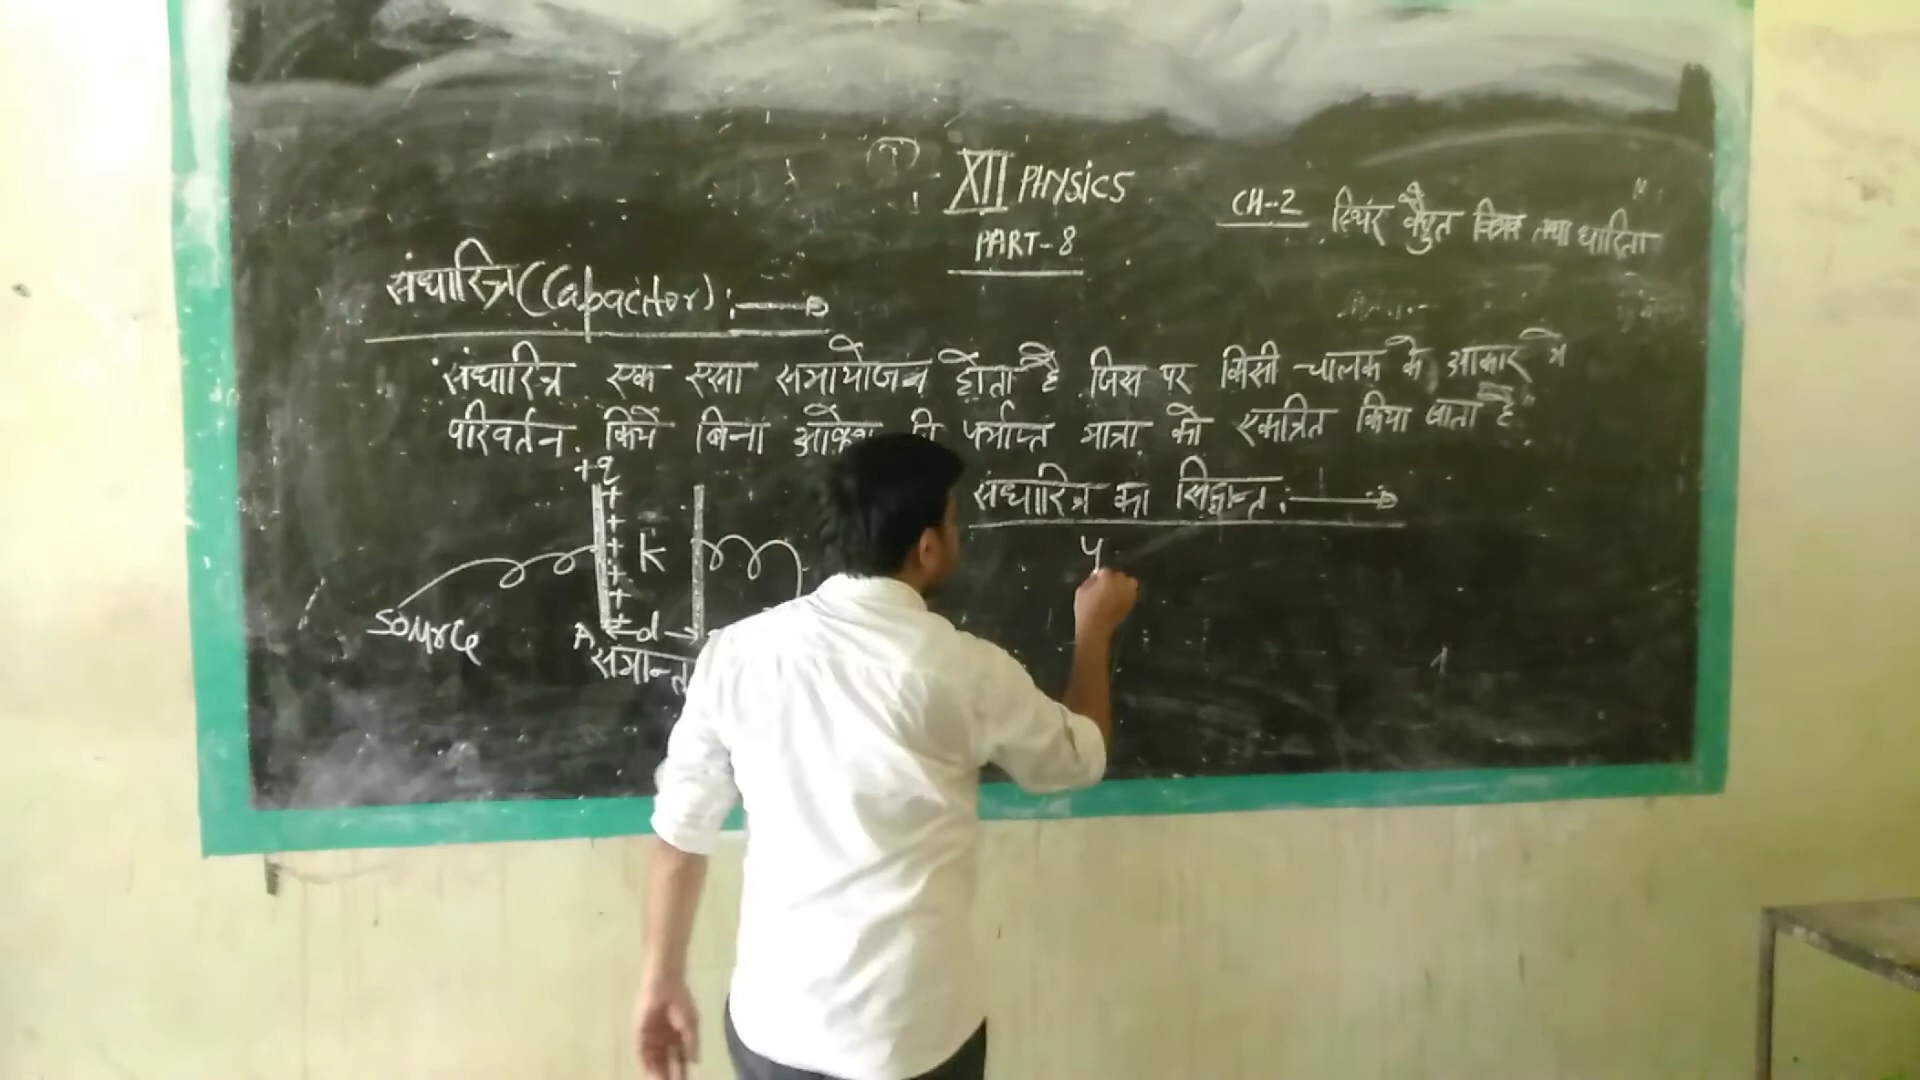 XII PHYSICS
PART-8
CH-2 स्थिर वैधुत विभव तथा धारिता
संधारित्र (Capacitor):→
"संधारित्र एक एसा समायोजन होता है जिस पर किसी चालक के आकार मे
परिवर्तन किये बिना आवेश की पर्याप्त मात्रा को एकत्रित किया जाता है"
संधारित्र का सिद्धान्त:→
+q
K
Source
A d